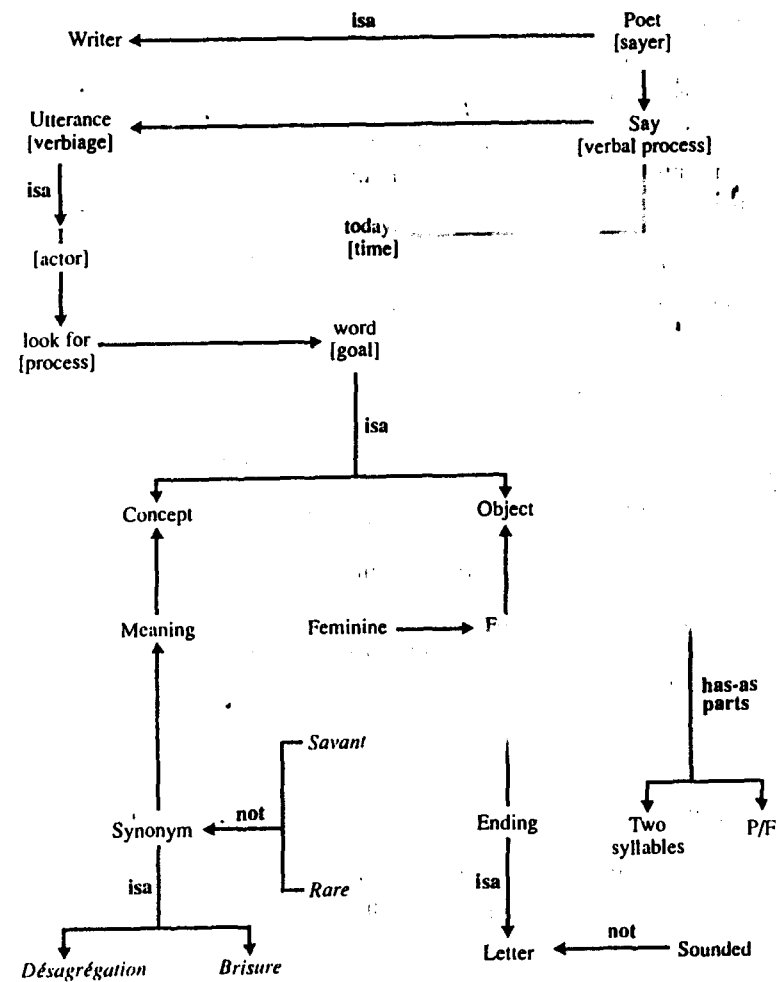 isa
Writer
Poet
[sayer]
Utterance
[verbiage]
Say
[verbal process]
isa
today
[time]
I
[actor]
look for
[process]
word
[goal]
isa
Concept
Object
Meaning
Feminine
F
has-as
parts
Savant
not
Synonym
Ending
Two
syllables
P/F
isa
Rare
isa
not
Letter
Sounded
Désagrégation
Brisure